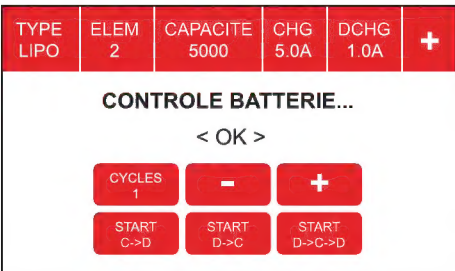 TYPE ELEM CAPACITE CHG DCHG +
LIPO 2 5000 5.0A 1.0A
CONTROLE BATTERIE...
< OK >
CYCLES - +
1
START START START
C->D D->C D->C->D